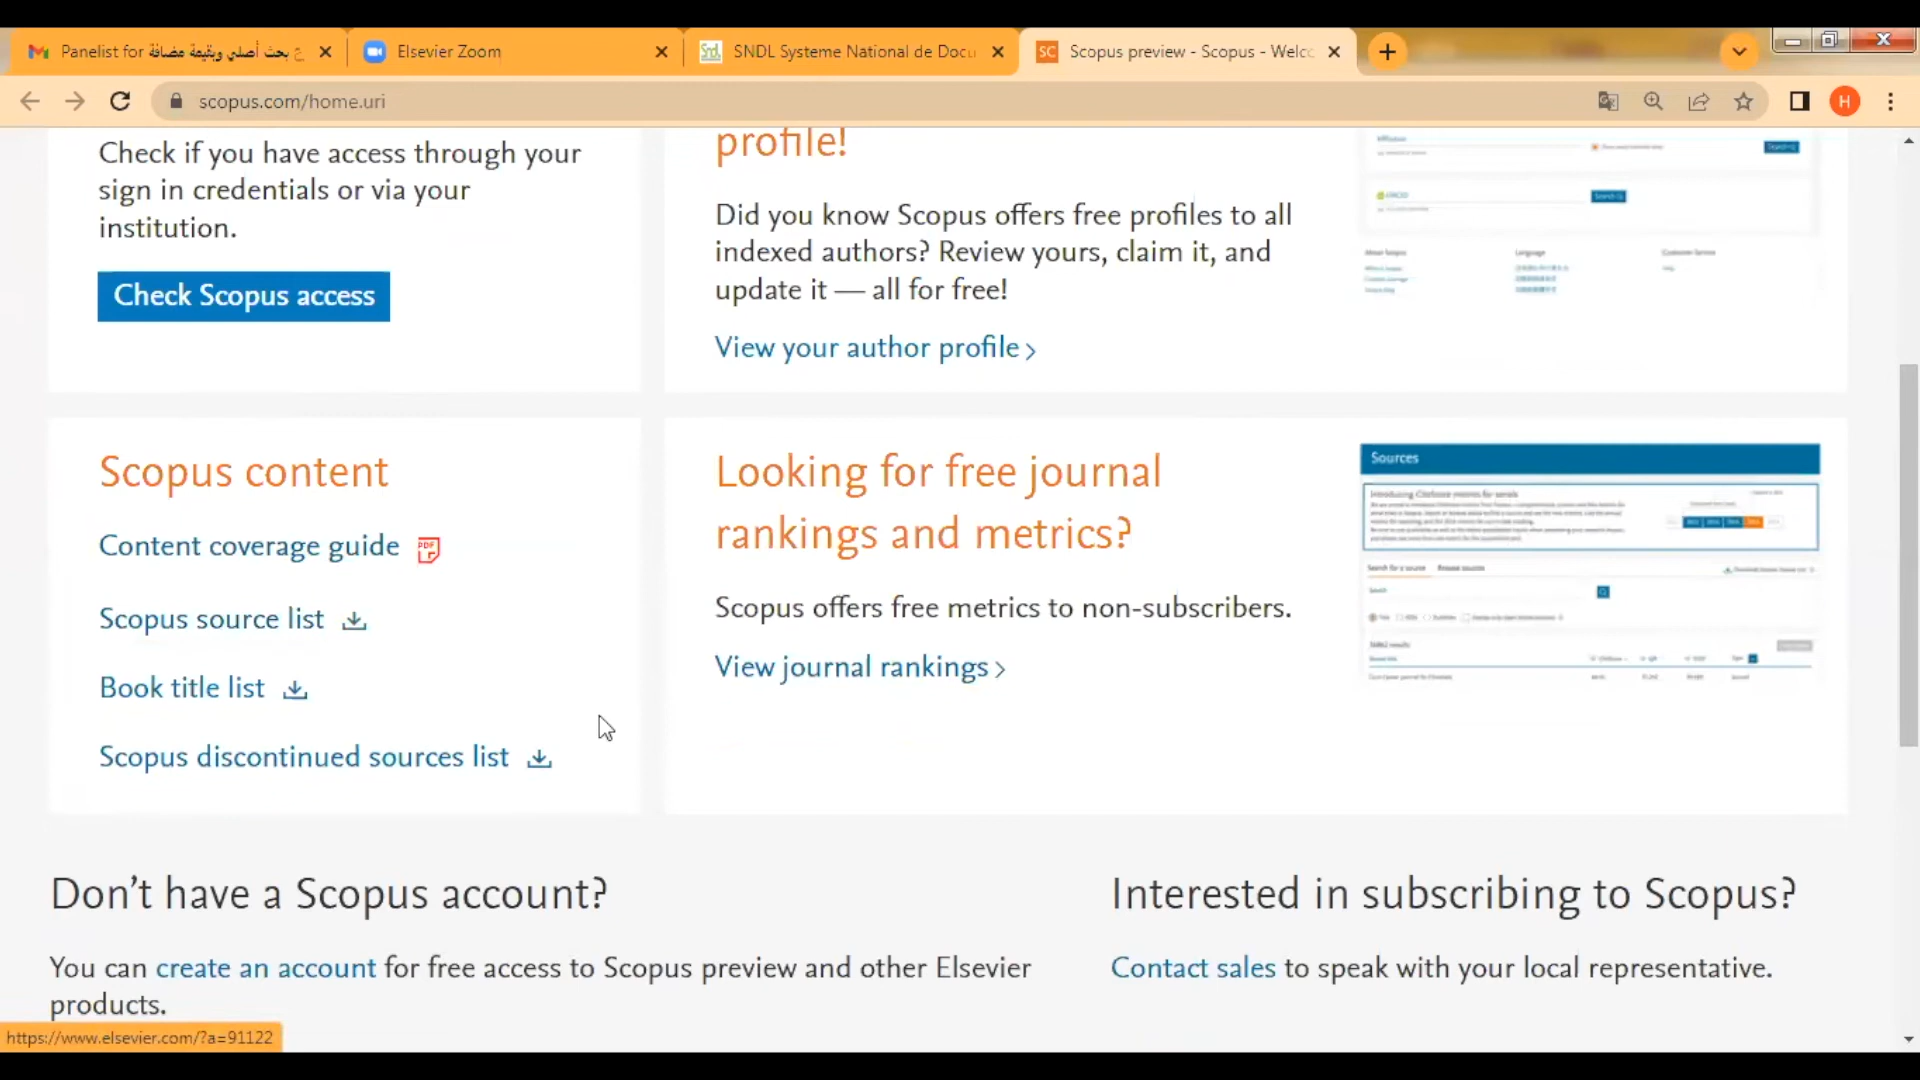 Panelist for ع بحث أصلي وبقيمة مضافة
Elsevier Zoom
SNDL Systeme National de Docu
Scopus preview - Scopus - Welc
scopus.com/home.uri
H
Check if you have access through your
sign in credentials or via your
institution.
Check Scopus access
profile!
Did you know Scopus offers free profiles to all
indexed authors? Review yours, claim it, and
update it — all for free!
View your author profile
Scopus content
Content coverage guide
PDF
Scopus source list
Book title list
Scopus discontinued sources list
Looking for free journal
rankings and metrics?
Scopus offers free metrics to non-subscribers.
View journal rankings
Sources
Don't have a Scopus account?
You can create an account for free access to Scopus preview and other Elsevier
products.
Interested in subscribing to Scopus?
Contact sales to speak with your local representative.
https://www.elsevier.com/?a=91122